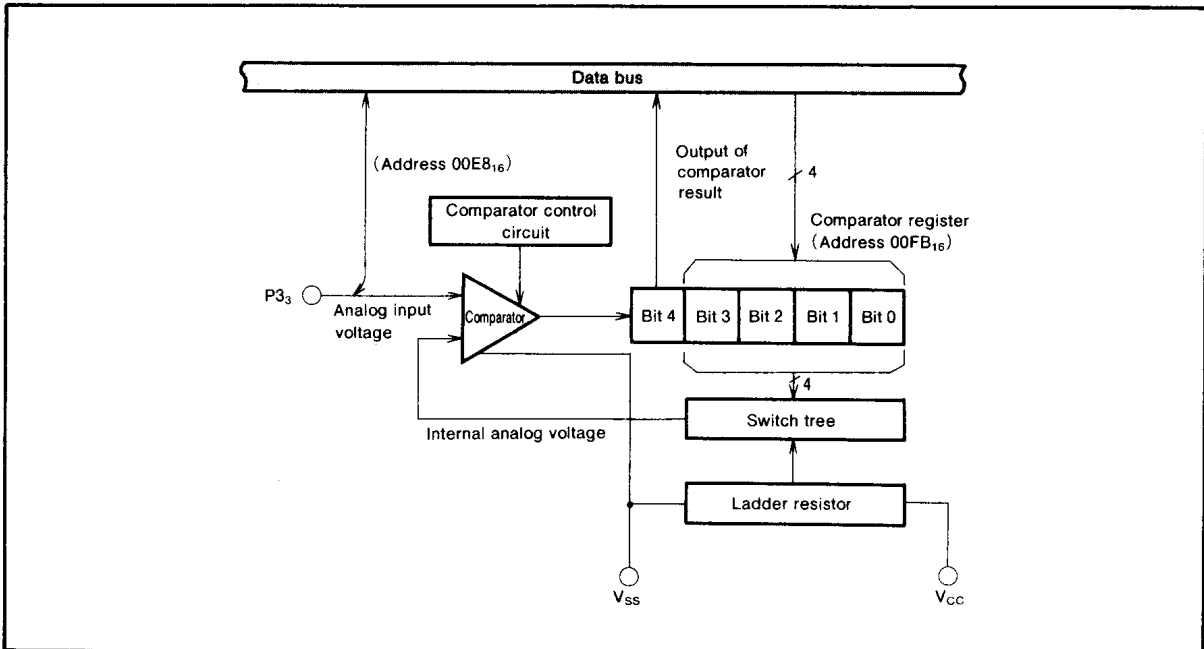 Data bus
(Address 00E8₁₆)
Output of
comparator
result
4
Comparator control
circuit
Comparator register
(Address 00FB₁₆)
P3₃
Analog input
voltage
Comparator
Bit 4 Bit 3 Bit 2 Bit 1 Bit 0
4
Internal analog voltage
Switch tree
Ladder resistor
V_SS
V_CC